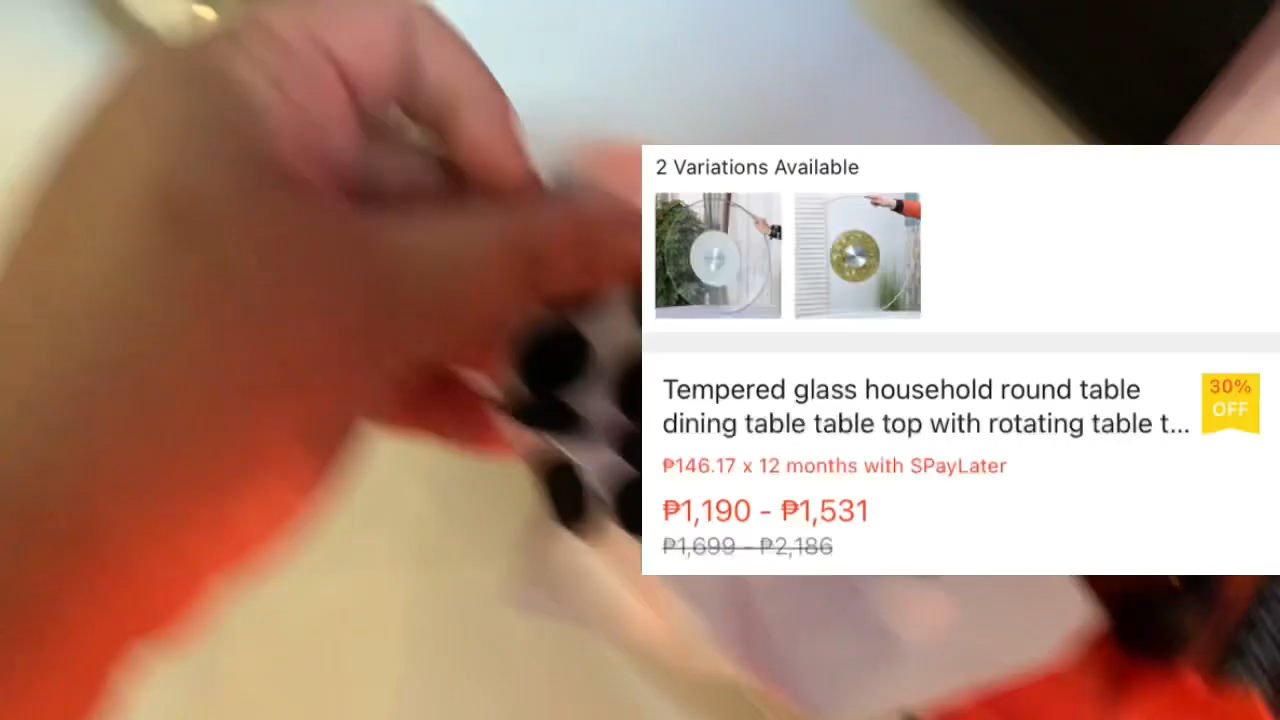 2 Variations Available
Tempered glass household round table
dining table table top with rotating table t...
30%
OFF
₱146.17 x 12 months with SPayLater
₱1,190 - ₱1,531
₱1,699 - ₱2,186